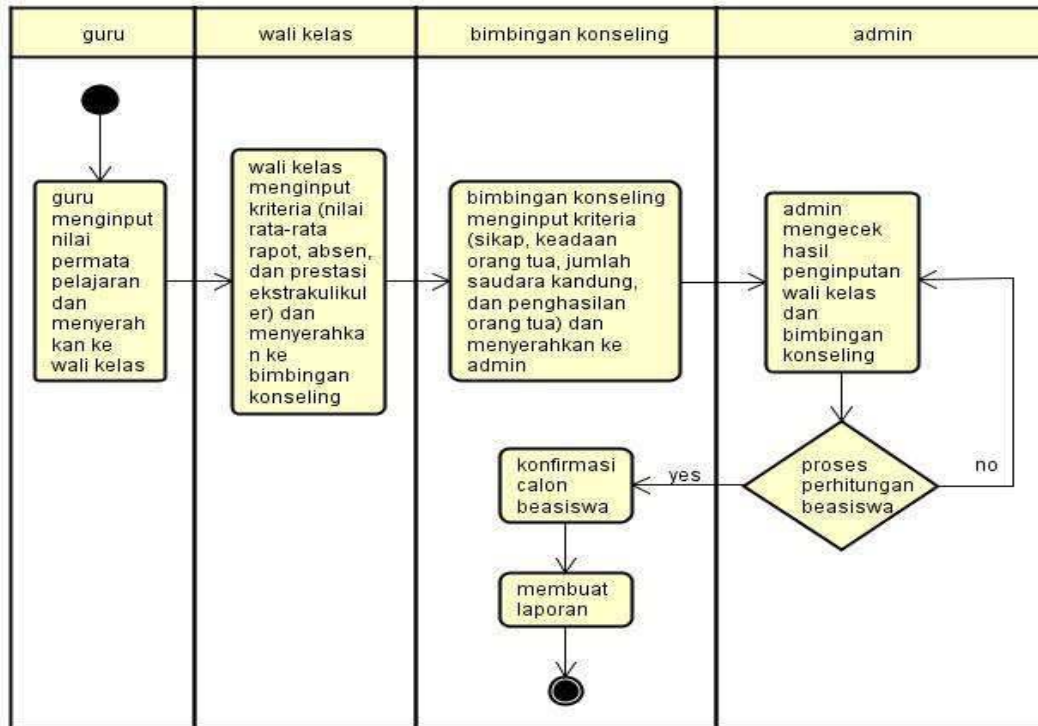 guru
wali kelas
bimbingan konseling
admin
guru
menginput
nilai
permata
pelajaran
dan
menyerah
kan ke
wali kelas
wali kelas
menginput
kriteria (nilai
rata-rata
rapot, absen,
dan prestasi
ekstrakulikul
er) dan
menyerahka
n ke
bimbingan
konseling
bimbingan konseling
menginput kriteria
(sikap, keadaan
orang tua, jumlah
saudara kandung,
dan penghasilan
orang tua) dan
menyerahkan ke
admin
admin
mengecek
hasil
penginputan
wali kelas
dan
bimbingan
konseling
proses
perhitungan
beasiswa
no
yes
konfirmasi
calon
beasiswa
membuat
laporan